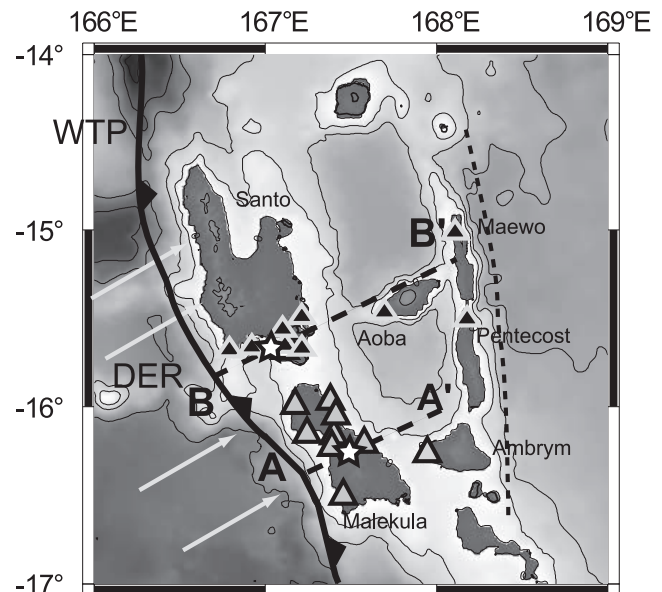 166°E 167°E 168°E 169°E
-14°
WTP
Santo
-15°
B'
Maewo
Aoba
Pentecost
DER
B
A'
-16°
A
Ambrym
Malekula
-17°